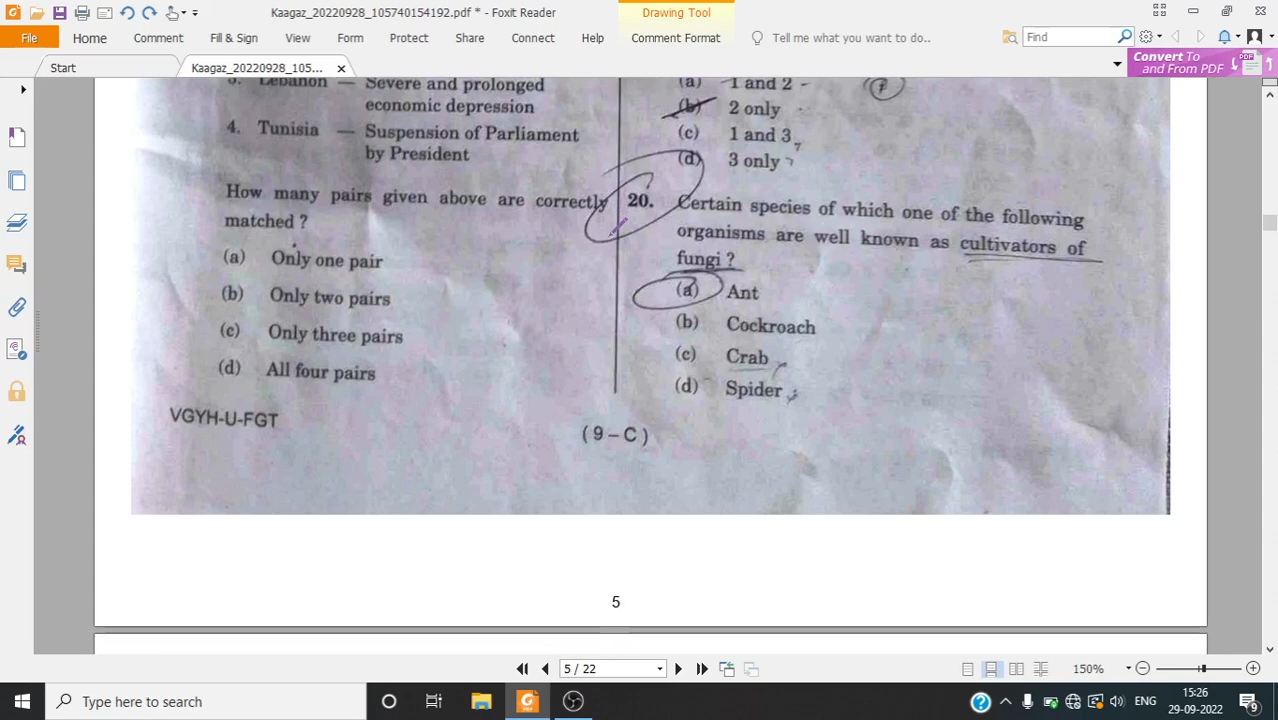 Kaagaz_20220928_105740154192.pdf * - Foxit Reader
Drawing Tool
File
Home
Comment
Fill & Sign
View
Form
Protect
Share
Connect
Help
Comment Format
Tell me what you want to do..
Find
Start
Kaagaz_20220928_105...
Convert To
and From PDF
PDF
3. Lebanon — Severe and prolonged
economic depression
4. Tunisia — Suspension of Parliament
by President
How many pairs given above are correctly
matched ?
(a) Only one pair
(b) Only two pairs
(c) Only three pairs
(d) All four pairs
VGYH-U-FGT
(a) 1 and 2
(b) 2 only
(c) 1 and 3
(d) 3 only
20. Certain species of which one of the following
organisms are well known as cultivators of
fungi ?
(a) Ant
(b) Cockroach
(c) Crab
(d) Spider
( 9 – C )
5
5 / 22
150%
Type here to search
ENG
15:26
29-09-2022
9